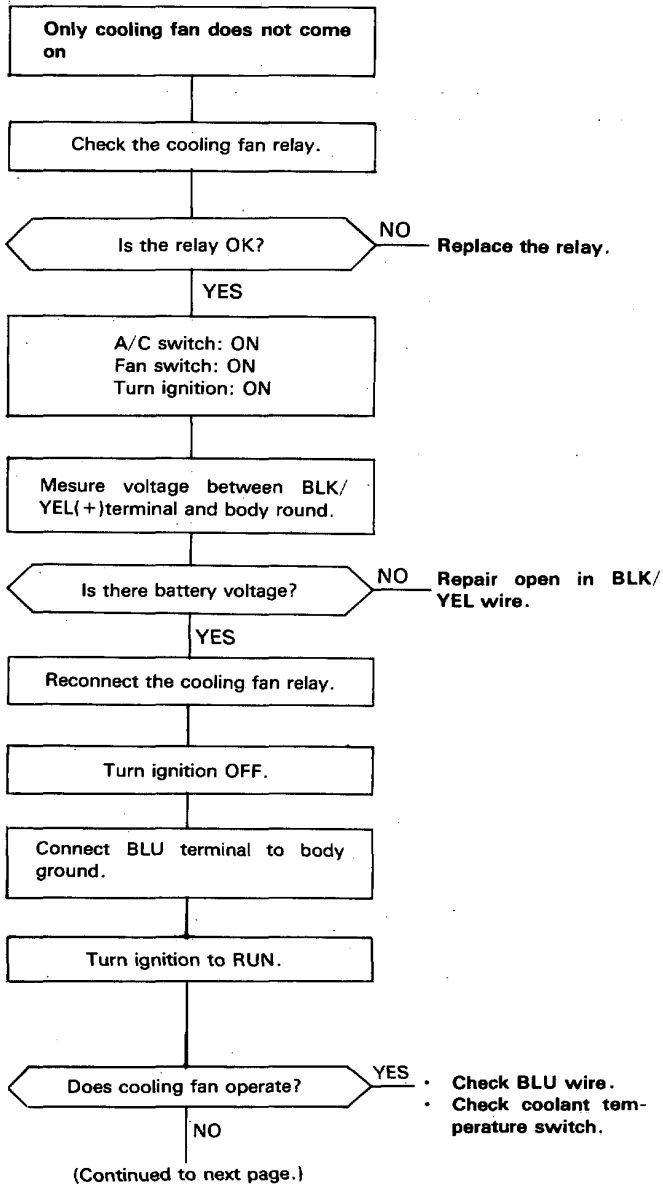 Only cooling fan does not come
on
Check the cooling fan relay.
Is the relay OK?
NO
Replace the relay.
YES
A/C switch: ON
Fan switch: ON
Turn ignition: ON
Mesure voltage between BLK/
YEL(+)terminal and body round.
Is there battery voltage?
NO
Repair open in BLK/
YEL wire.
YES
Reconnect the cooling fan relay.
Turn ignition OFF.
Connect BLU terminal to body
ground.
Turn ignition to RUN.
Does cooling fan operate?
YES
· Check BLU wire.
· Check coolant tem-
perature switch.
NO
(Continued to next page.)